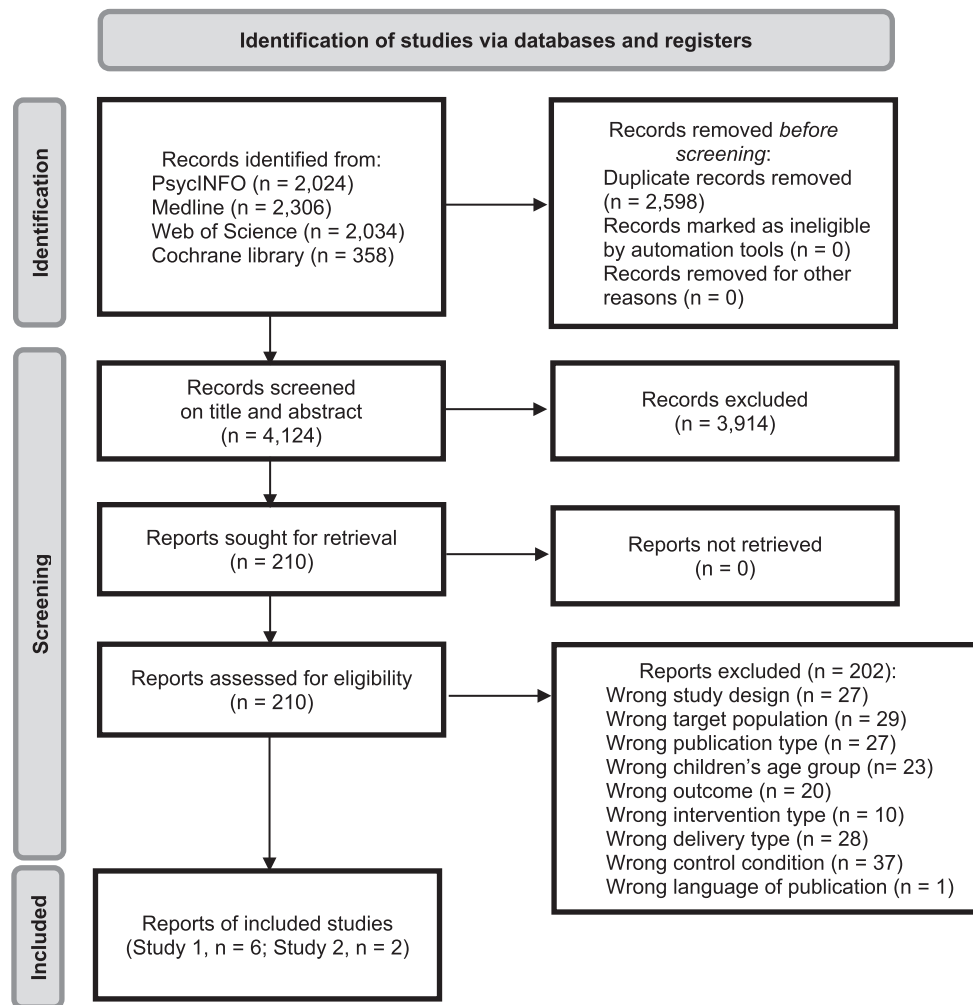 Identification of studies via databases and registers
Identification
Records identified from:
PsycINFO (n = 2,024)
Medline (n = 2,306)
Web of Science (n = 2,034)
Cochrane library (n = 358)
Records removed before
screening:
Duplicate records removed
(n = 2,598)
Records marked as ineligible
by automation tools (n = 0)
Records removed for other
reasons (n = 0)
Screening
Records screened
on title and abstract
(n = 4,124)
Records excluded
(n = 3,914)
Reports sought for retrieval
(n = 210)
Reports not retrieved
(n = 0)
Reports assessed for eligibility
(n = 210)
Reports excluded (n = 202):
Wrong study design (n = 27)
Wrong target population (n = 29)
Wrong publication type (n = 27)
Wrong children's age group (n= 23)
Wrong outcome (n = 20)
Wrong intervention type (n = 10)
Wrong delivery type (n = 28)
Wrong control condition (n = 37)
Wrong language of publication (n = 1)
Included
Reports of included studies
(Study 1, n = 6; Study 2, n = 2)